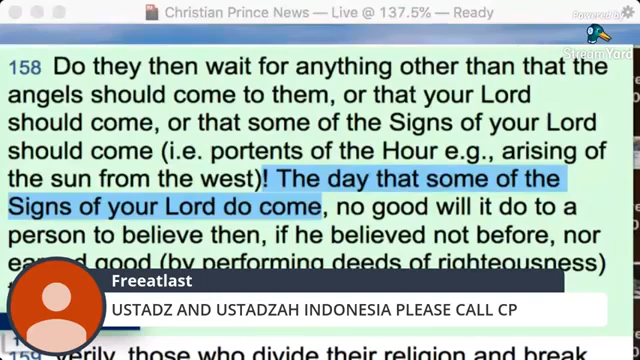 Christian Prince News — Live @ 137.5% — Ready
Powered by
StreamYard
158 Do they then wait for anything other than that the
angels should come to them, or that your Lord
should come, or that some of the Signs of your Lord
should come (i.e. portents of the Hour e.g., arising of
the sun from the west)! The day that some of the
Signs of your Lord do come, no good will it do to a
person to believe then, if he believed not before, nor
good (by performing deeds of righteousness)
Freeatlast
USTADZ AND USTADZAH INDONESIA PLEASE CALL CP
159 Verily, those who divide their religion and break